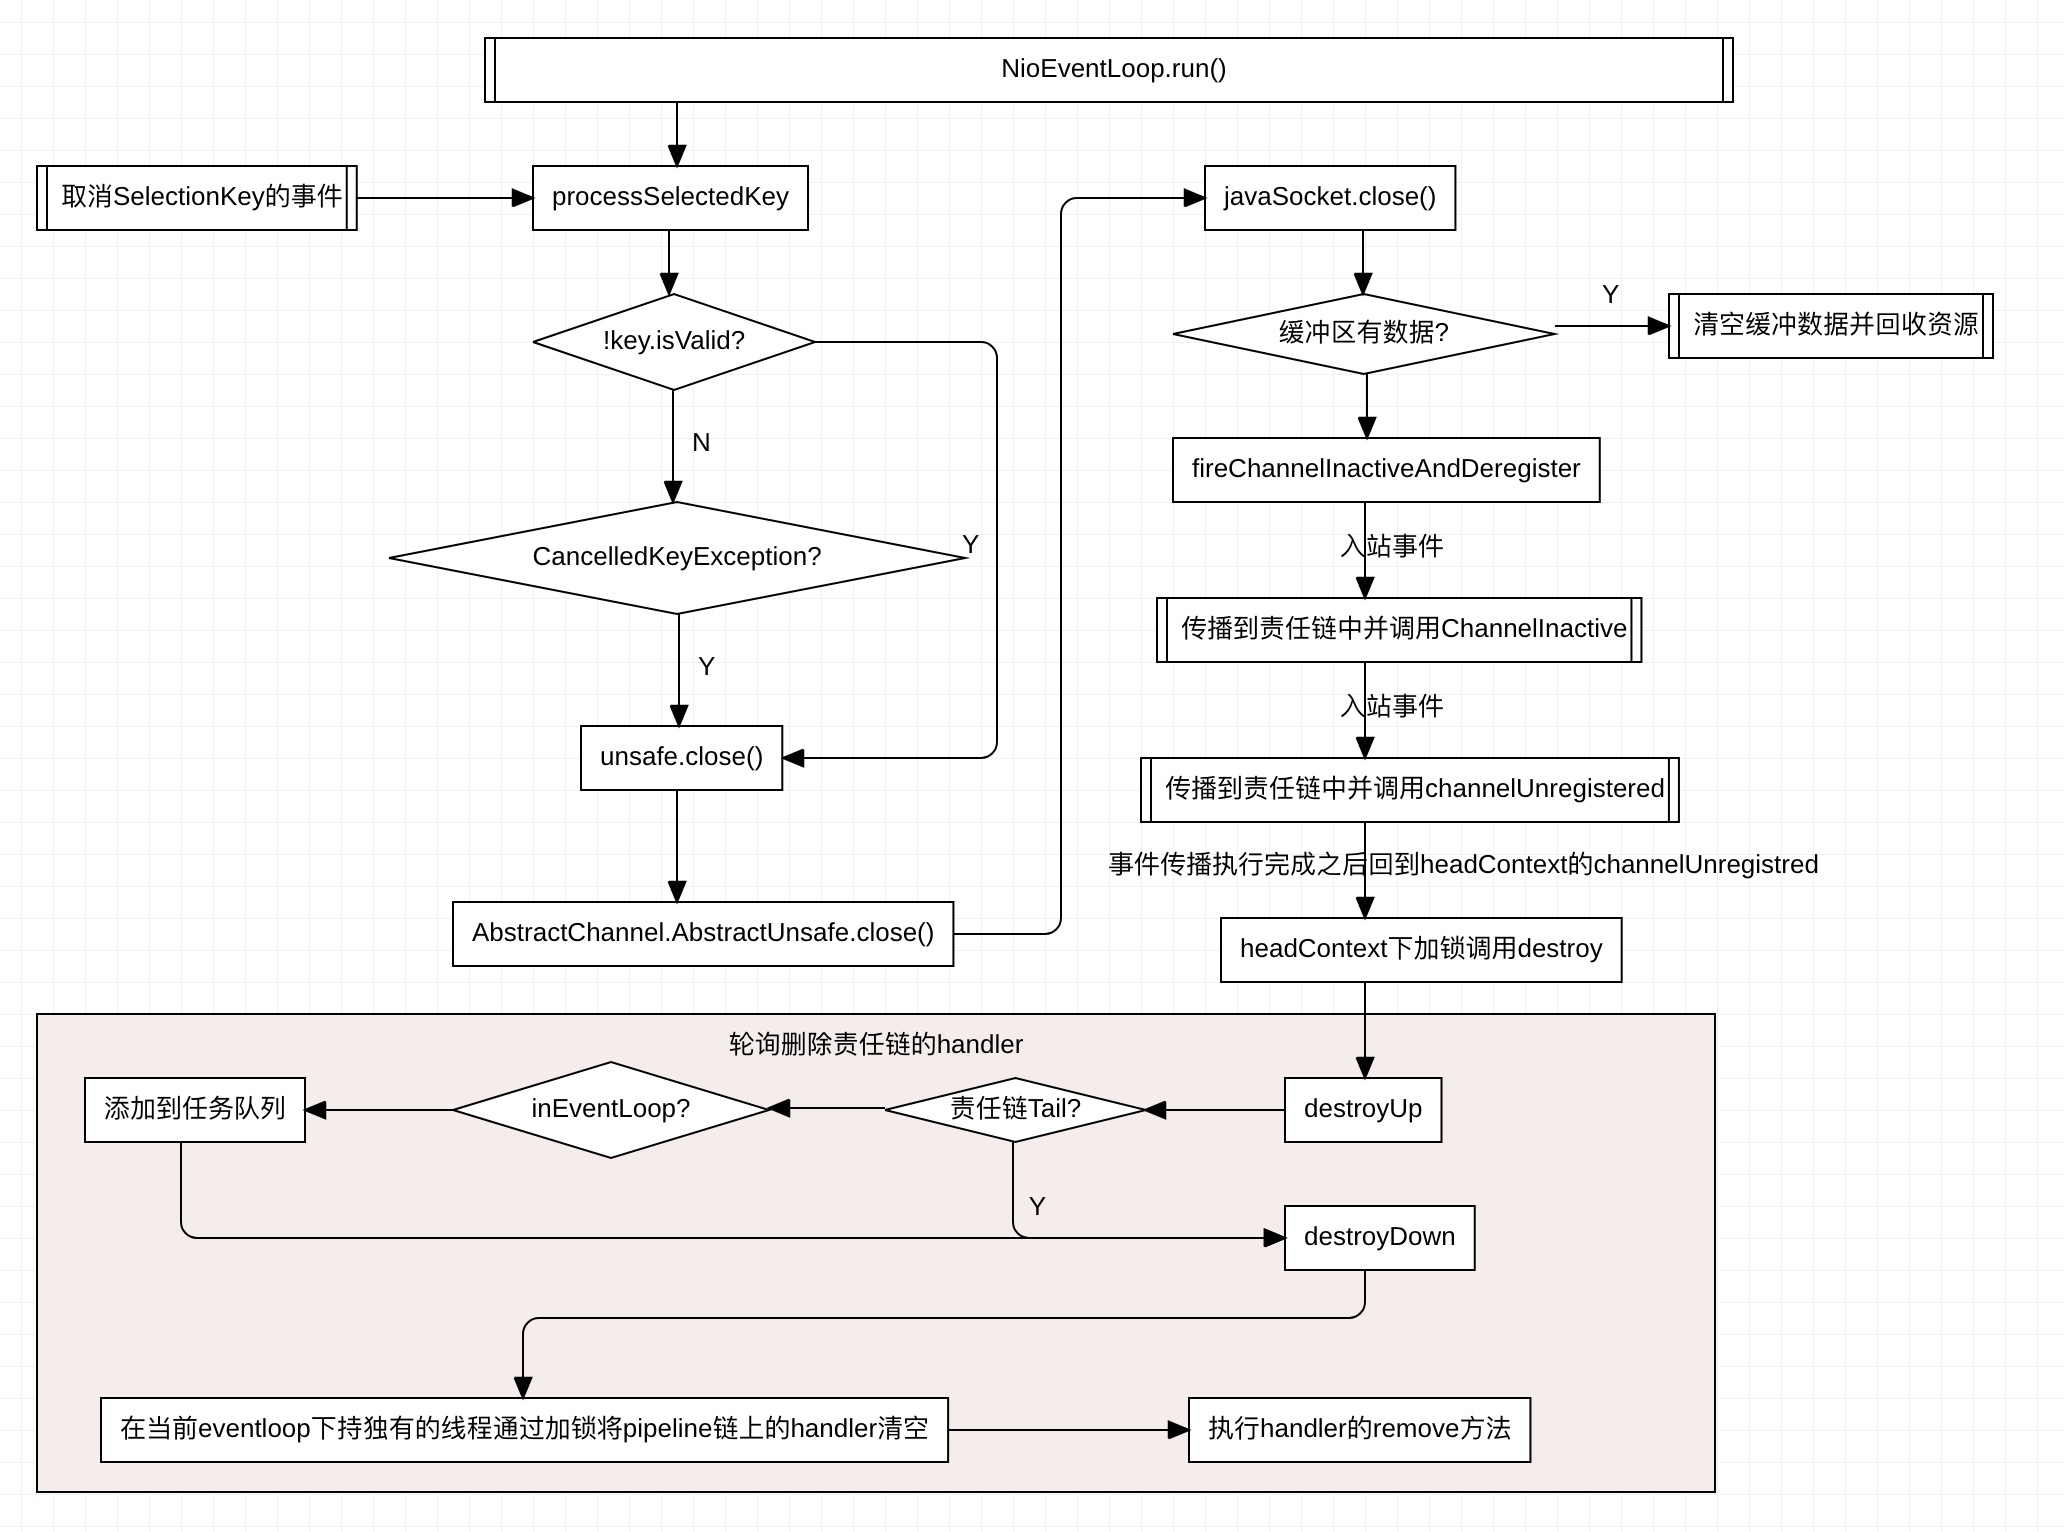 NioEventLoop.run()
取消SelectionKey的事件
processSelectedKey
!key.isValid?
N
CancelledKeyException?
Y
Y
unsafe.close()
AbstractChannel.AbstractUnsafe.close()
javaSocket.close()
缓冲区有数据?
Y
清空缓冲数据并回收资源
fireChannelInactiveAndDeregister
入站事件
传播到责任链中并调用ChannelInactive
入站事件
传播到责任链中并调用channelUnregistered
事件传播执行完成之后回到headContext的channelUnregistred
headContext下加锁调用destroy
轮询删除责任链的handler
destroyUp
责任链Tail?
inEventLoop?
添加到任务队列
Y
destroyDown
在当前eventloop下持独有的线程通过加锁将pipeline链上的handler清空
执行handler的remove方法